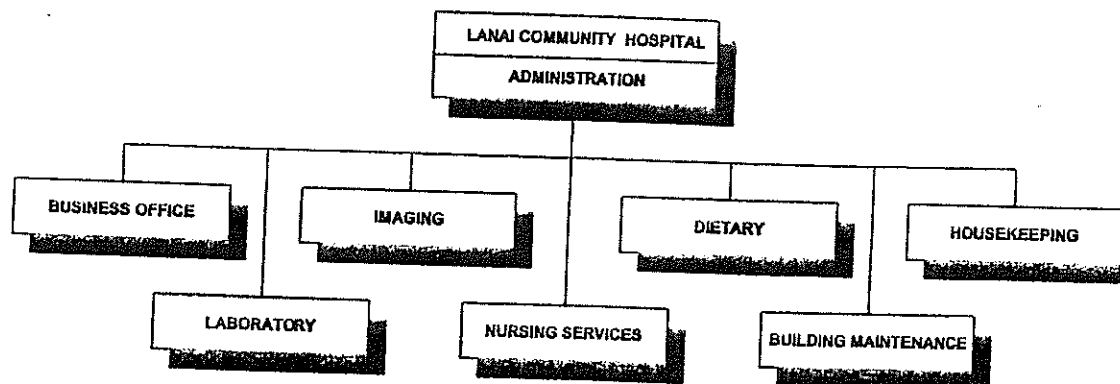 LANAI COMMUNITY HOSPITAL
ADMINISTRATION
BUSINESS OFFICE
IMAGING
DIETARY
HOUSEKEEPING
LABORATORY
NURSING SERVICES
BUILDING MAINTENANCE